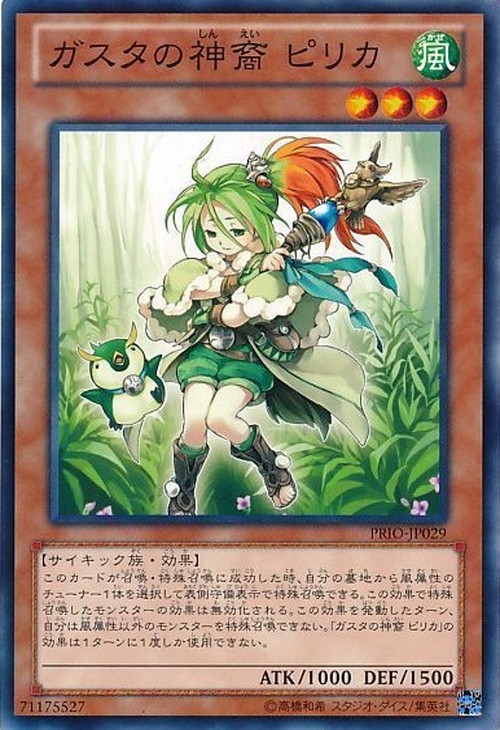 ガスタの神裔 ピリカ
風
PRIO-JP029
【サイキック族・効果】
このカードが召喚・特殊召喚に成功した時、自分の墓地から風属性の
チューナー1体を選択して表側守備表示で特殊召喚できる。この効果で特殊
召喚したモンスターの効果は無効化される。この効果を発動したターン、
自分は風属性以外のモンスターを特殊召喚できない。「ガスタの神裔 ピリカ」の
効果は1ターンに1度しか使用できない。
ATK/1000 DEF/1500
71175527
©高橋和希 スタジオ・ダイス/集英社